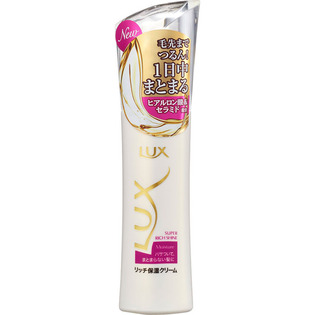 New
毛先まで
つるん!
1日中
まとまる
ヒアルロン酸&
セラミド
LUX
LUX
SUPER
RICH SHINE
Moisture
パサついて、
まとまらない髪に
リッチ保湿クリーム